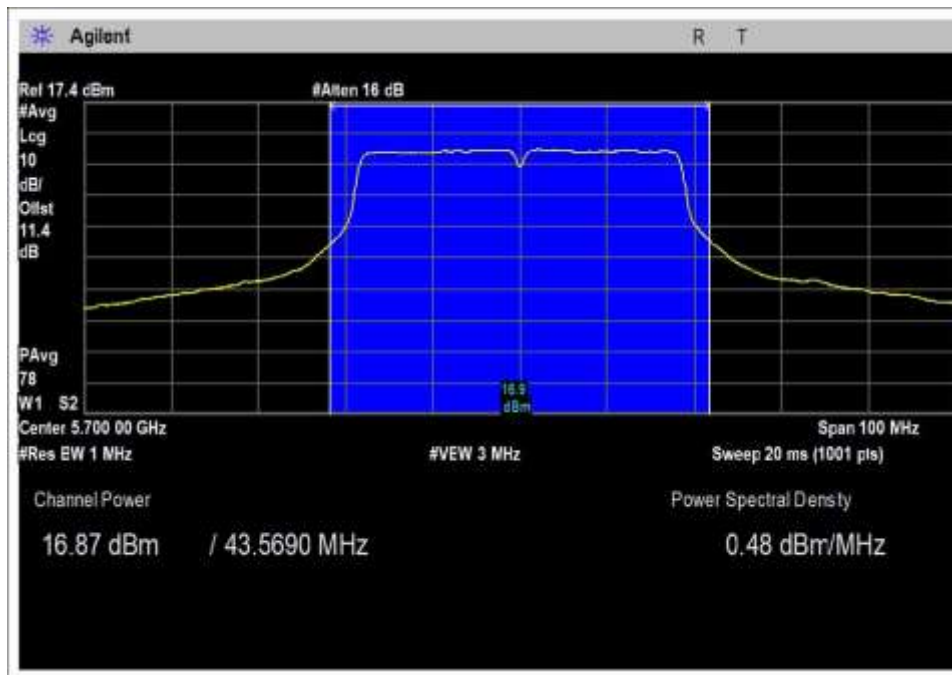 Agilent R T
Ref 17.4 dBm #Atten 16 dB
#Avg
Log
10
dB/
Offst
11.4
dB
PAvg
78
W1 S2
16.9
dBm
Center 5.700 00 GHz Span 100 MHz
#Res BW 1 MHz #VBW 3 MHz Sweep 20 ms (1001 pts)
Channel Power Power Spectral Density
16.87 dBm / 43.5690 MHz 0.48 dBm/MHz